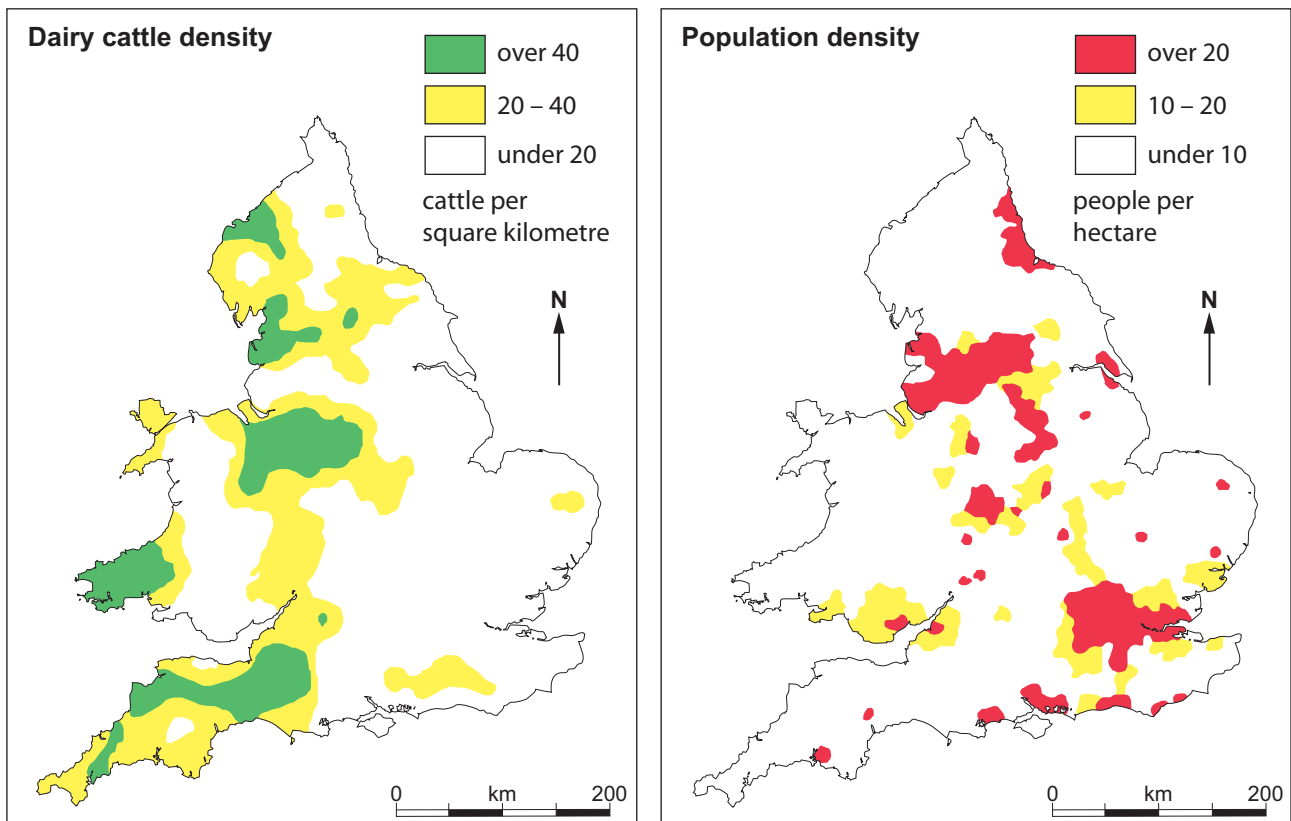 Dairy cattle density
over 40
20 – 40
under 20
cattle per
square kilometre
N
km
0 200
Population density
over 20
10 – 20
under 10
people per
hectare
N
km
0 200